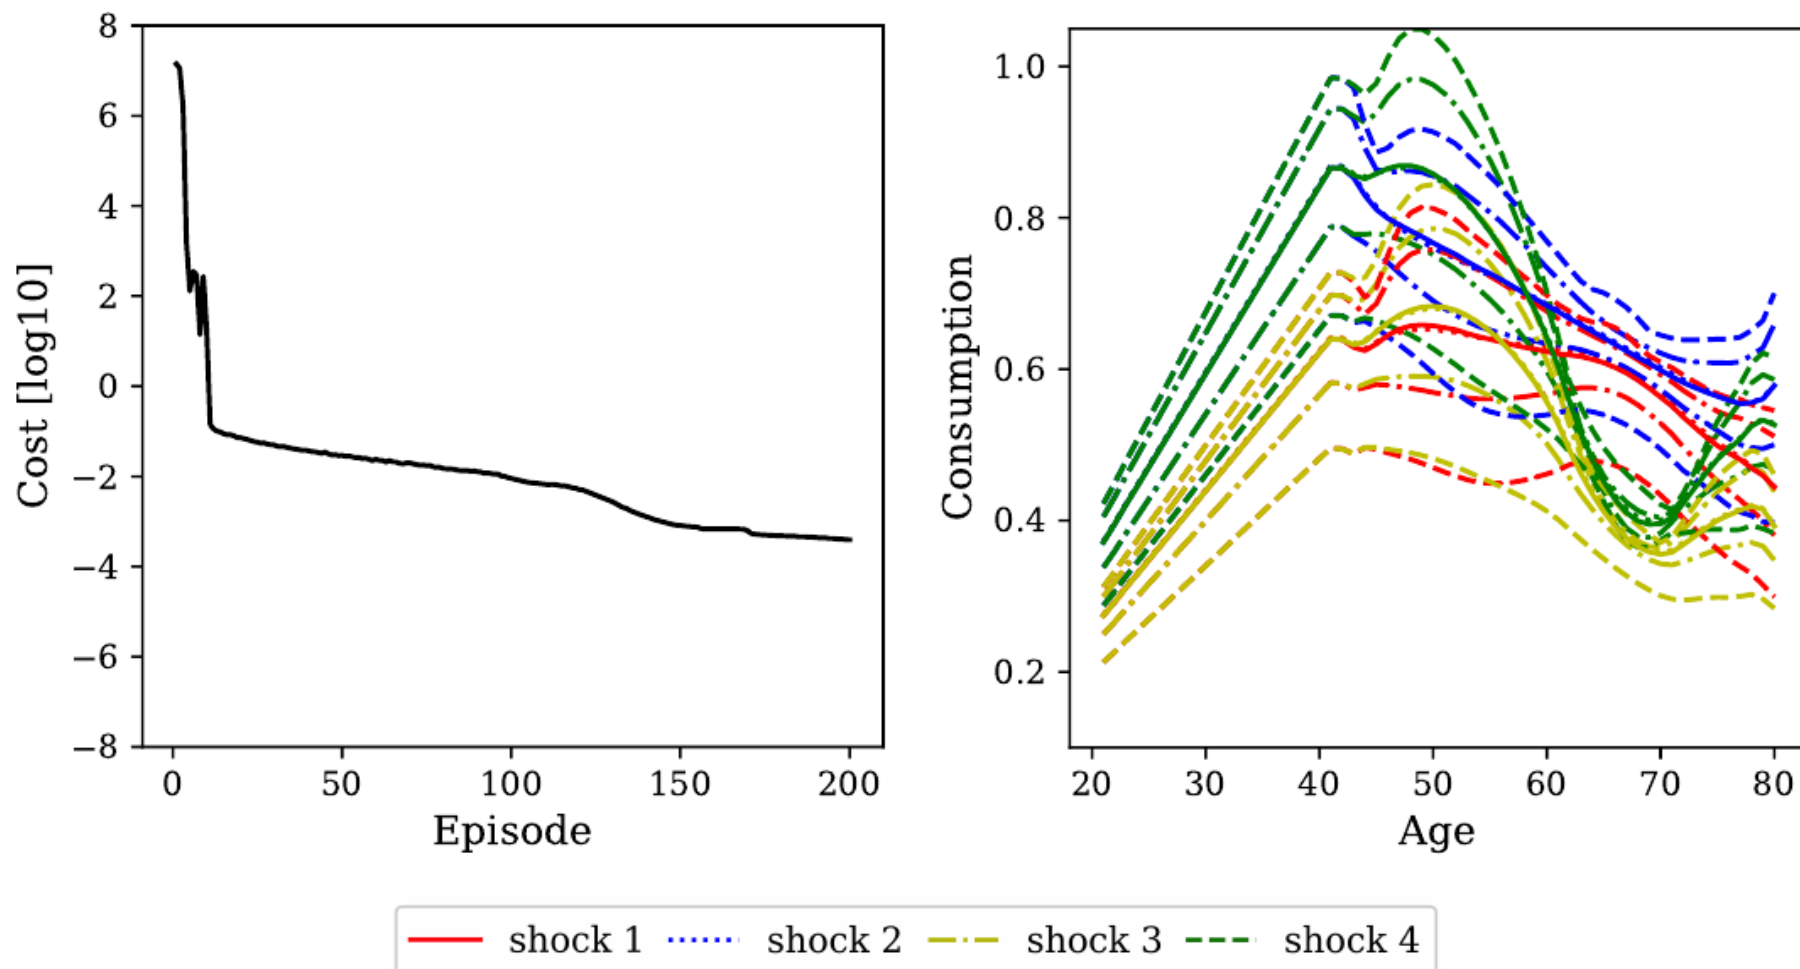 8
6
4
2
0
−2
−4
−6
−8
Cost [log10]
0 50 100 150 200
Episode
1.0
0.8
0.6
0.4
0.2
Consumption
20 30 40 50 60 70 80
Age
shock 1 shock 2 shock 3 shock 4